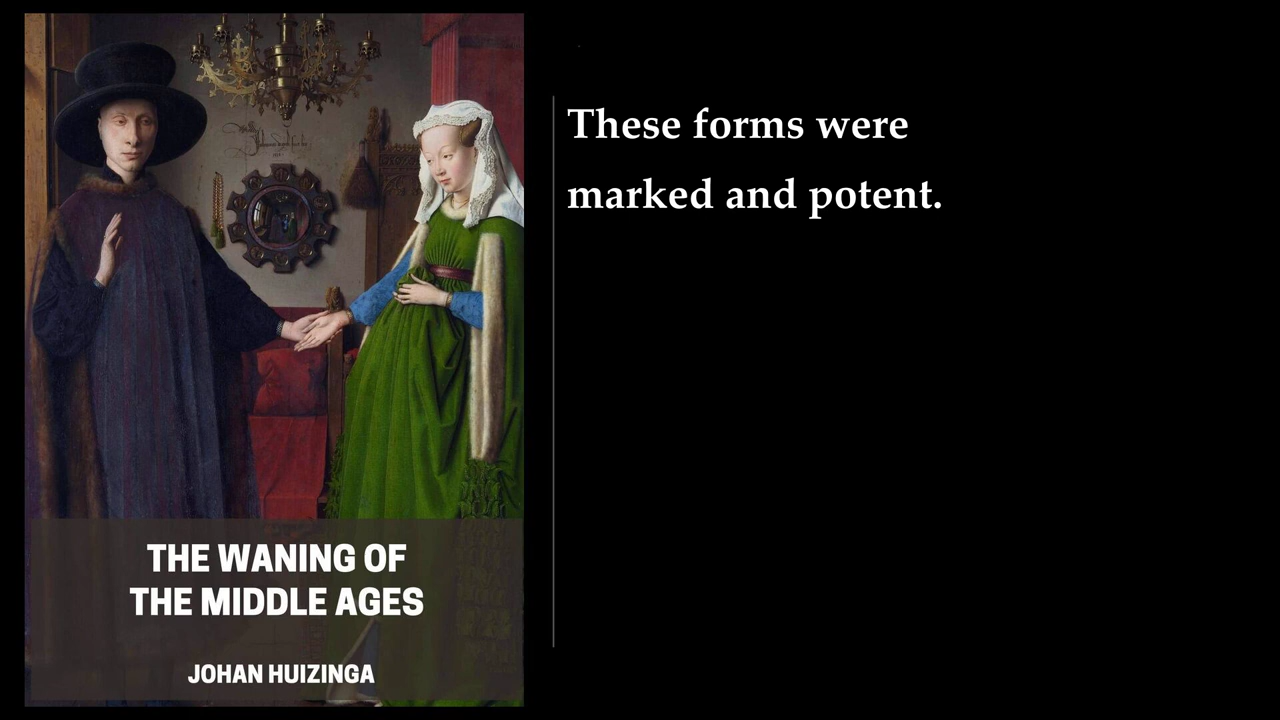 THE WANING OF
THE MIDDLE AGES
JOHAN HUIZINGA
These forms were
marked and potent.